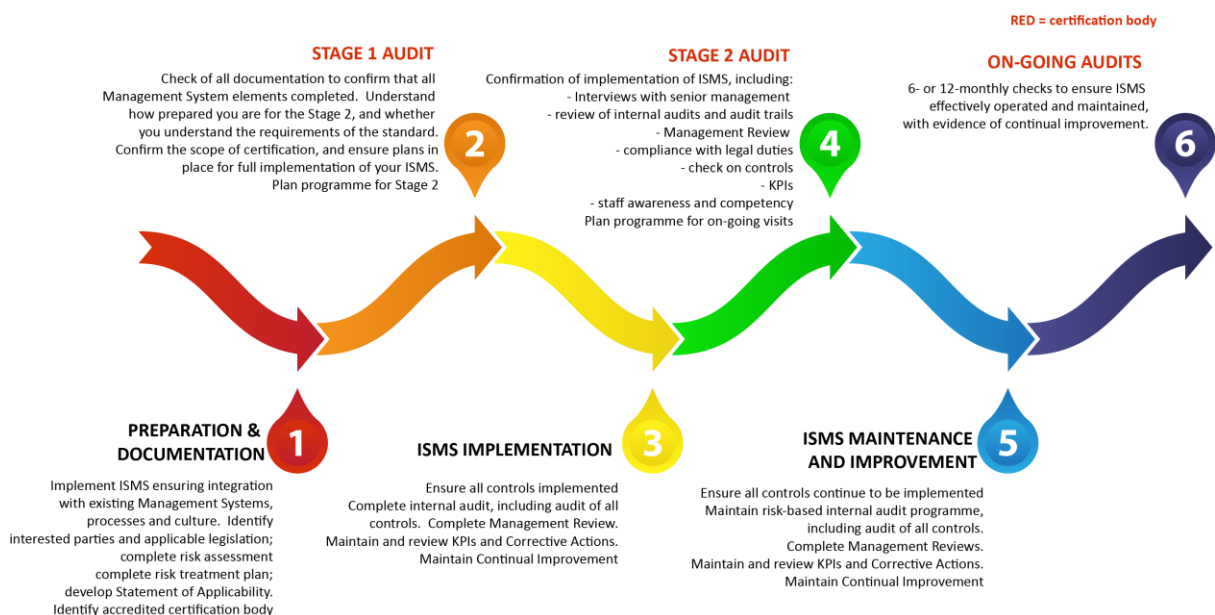 RED = certification body
STAGE 1 AUDIT
Check of all documentation to confirm that all
Management System elements completed.  Understand
how prepared you are for the Stage 2, and whether
you understand the requirements of the standard.
Confirm the scope of certification, and ensure plans in
place for full implementation of your ISMS.
Plan programme for Stage 2
2
STAGE 2 AUDIT
Confirmation of implementation of ISMS, including:
- Interviews with senior management
- review of internal audits and audit trails
- Management Review
- compliance with legal duties
- check on controls
- KPIs
- staff awareness and competency
Plan programme for on-going visits
4
ON-GOING AUDITS
6- or 12-monthly checks to ensure ISMS
effectively operated and maintained,
with evidence of continual improvement.
6
PREPARATION &
DOCUMENTATION
1
Implement ISMS ensuring integration
with existing Management Systems,
processes and culture.  Identify
interested parties and applicable legislation;
complete risk assessment
complete risk treatment plan;
develop Statement of Applicability.
Identify accredited certification body
ISMS IMPLEMENTATION
3
Ensure all controls implemented
Complete internal audit, including audit of all
controls.  Complete Management Review.
Maintain and review KPIs and Corrective Actions.
Maintain Continual Improvement
ISMS MAINTENANCE
AND IMPROVEMENT
5
Ensure all controls continue to be implemented
Maintain risk-based internal audit programme,
including audit of all controls.
Complete Management Reviews.
Maintain and review KPIs and Corrective Actions.
Maintain Continual Improvement